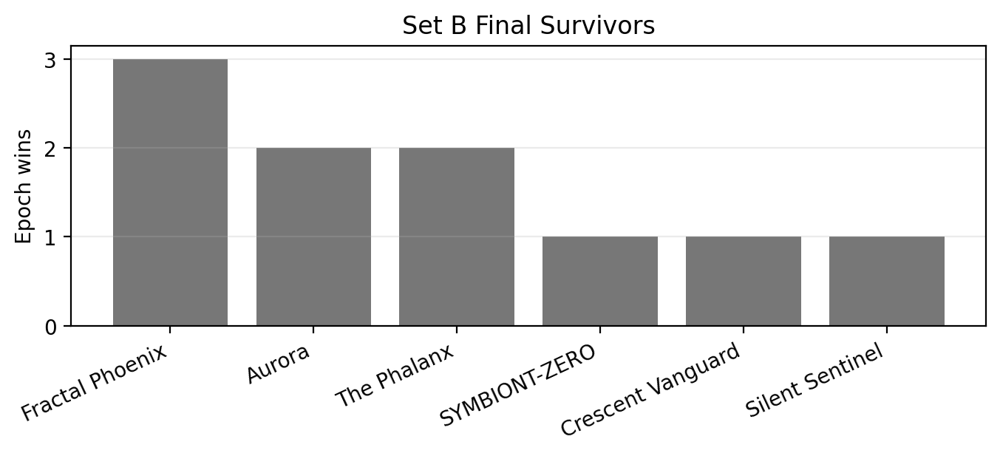 Set B Final Survivors
Epoch wins
3
2
1
0
Fractal Phoenix
Aurora
The Phalanx
SYMBIONT-ZERO
Crescent Vanguard
Silent Sentinel